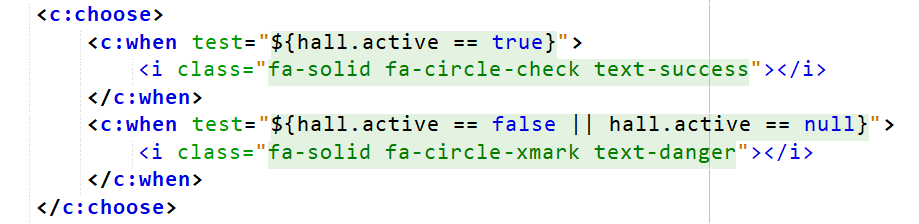 <c:choose>
    <c:when test="${hall.active == true}">
        <i class="fa-solid fa-circle-check text-success"></i>
    </c:when>
    <c:when test="${hall.active == false || hall.active == null}">
        <i class="fa-solid fa-circle-xmark text-danger"></i>
    </c:when>
</c:choose>